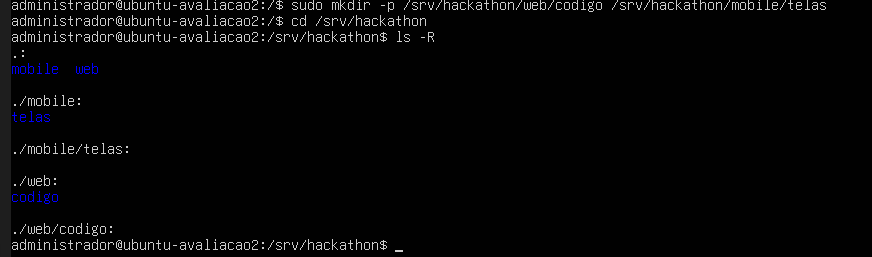 administrador@ubuntu-avaliacao2:/$ sudo mkdir -p /srv/hackathon/web/codigo /srv/hackathon/mobile/telas
administrador@ubuntu-avaliacao2:/$ cd /srv/hackathon
administrador@ubuntu-avaliacao2:/srv/hackathon$ ls -R
.:
mobile  web

./mobile:
telas

./mobile/telas:

./web:
codigo

./web/codigo:
administrador@ubuntu-avaliacao2:/srv/hackathon$ _